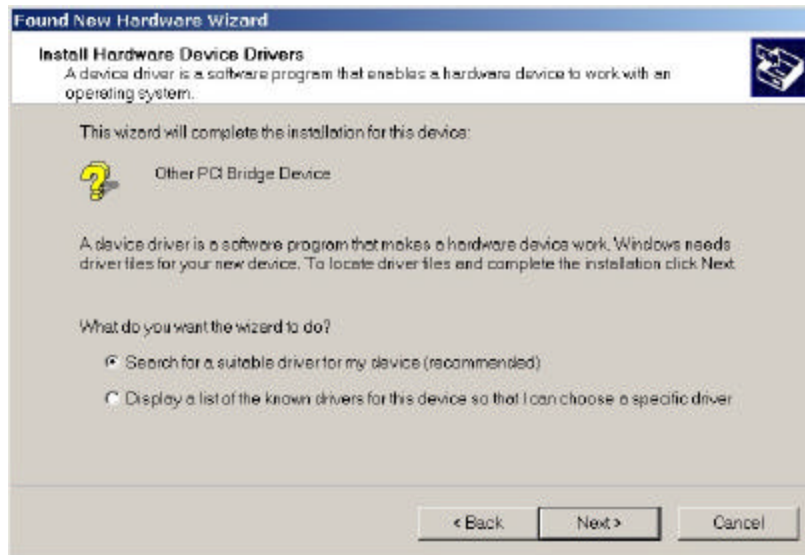 Found New Hardware Wizard
Install Hardware Device Drivers
A device driver is a software program that enables a hardware device to work with an
operating system.
This wizard will complete the installation for this device:
Other PCI Bridge Device
A device driver is a software program that makes a hardware device work. Windows needs
driver files for your new device. To locate driver files and complete the installation click Next.
What do you want the wizard to do?
Search for a suitable driver for my device (recommended)
Display a list of the known drivers for this device so that I can choose a specific driver
< Back
Next >
Cancel